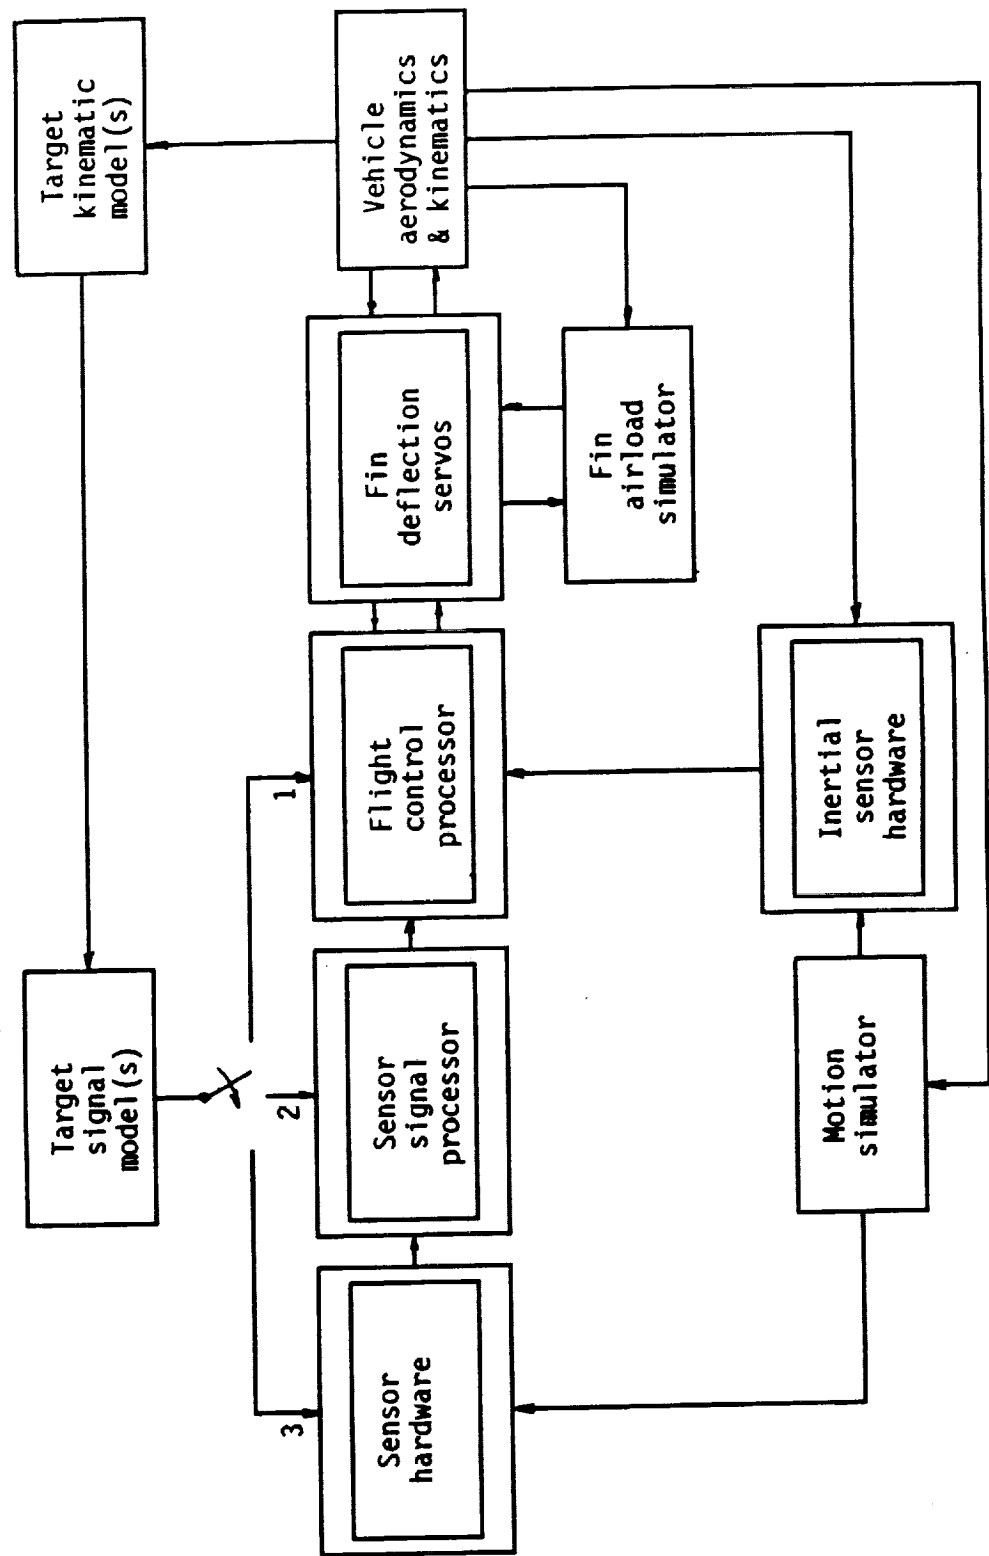 Target
signal
model(s)
Target
kinematic
model(s)
3
2
1
Sensor
hardware
Sensor
signal
processor
Flight
control
processor
Fin
deflection
servos
Vehicle
aerodynamics
& kinematics
Fin
airload
simulator
Motion
simulator
Inertial
sensor
hardware